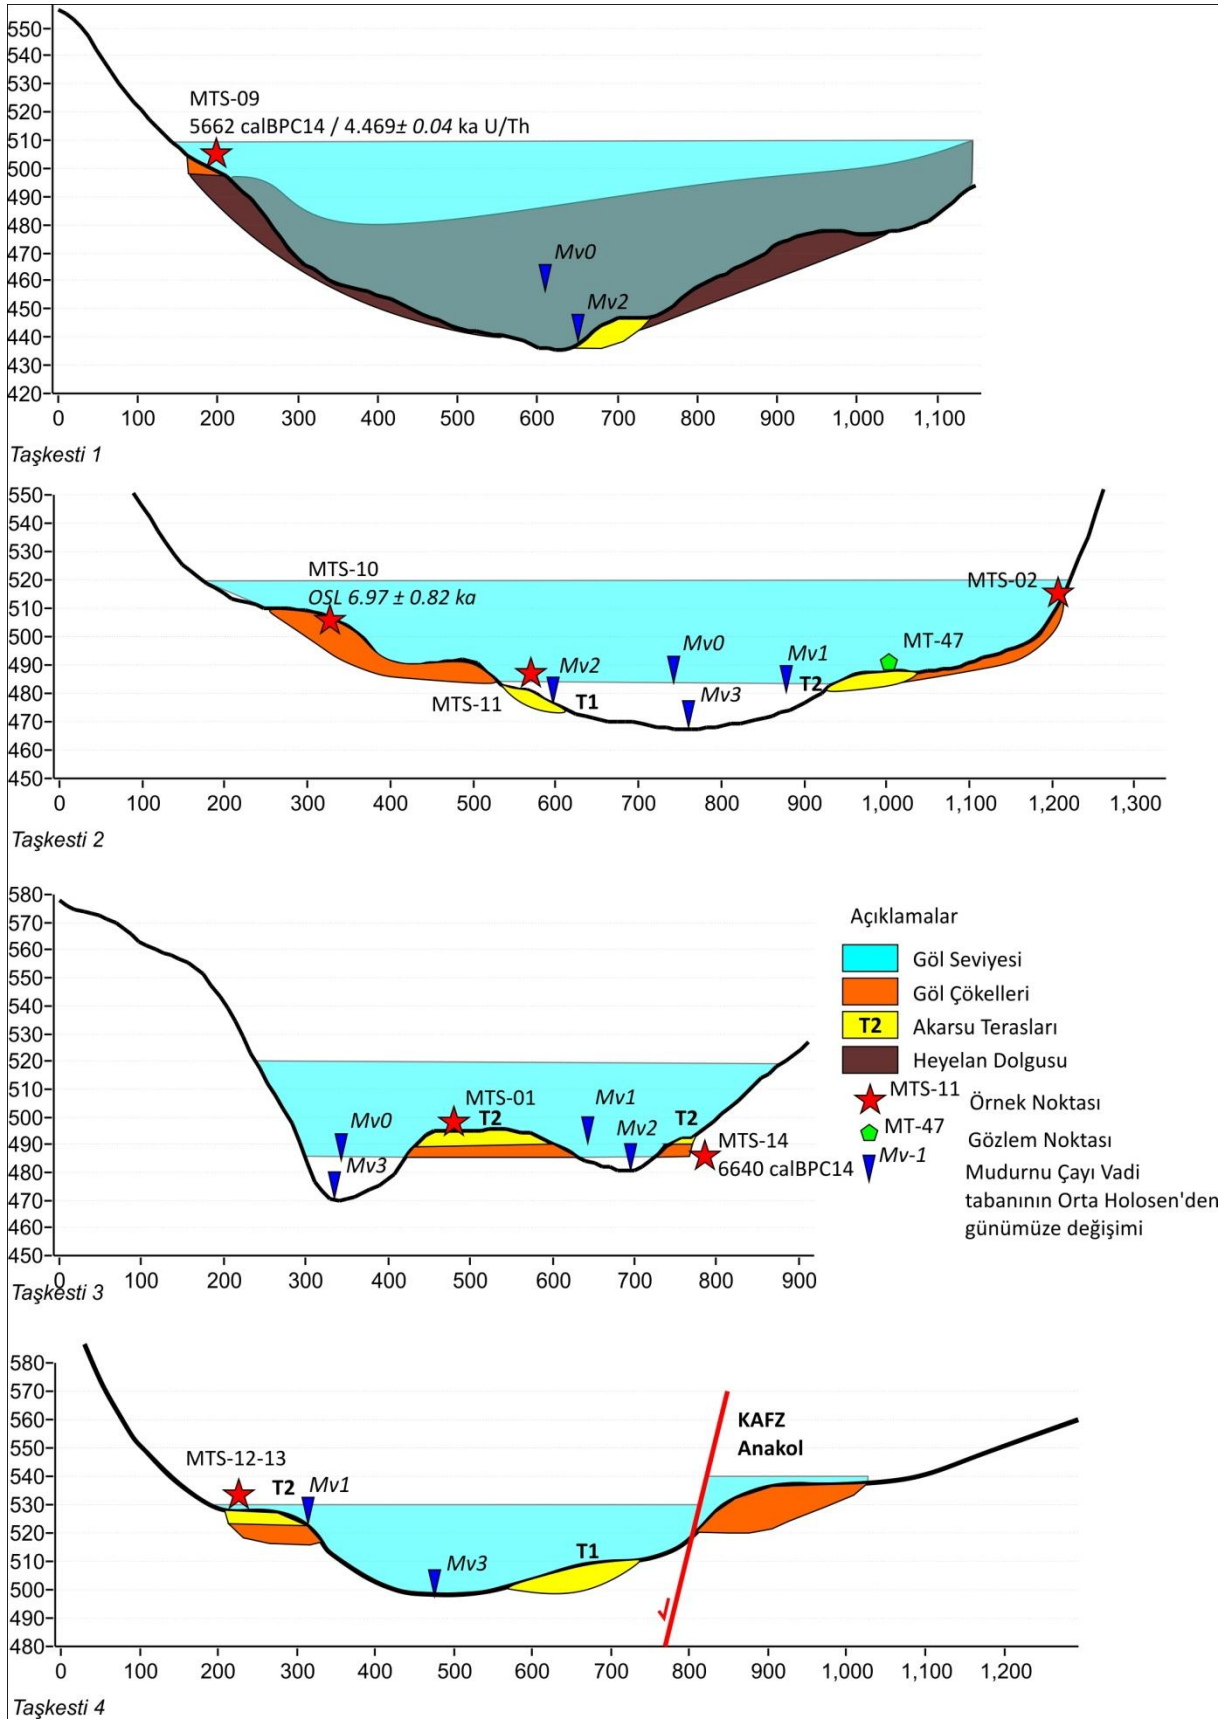 550
540
530
520
510
500
490
480
470
460
450
440
430
420
MTS-09
5662 calBPC14 / 4.469± 0.04 ka U/Th
Mv0
Mv2
0 100 200 300 400 500 600 700 800 900 1,000 1,100
Taşkesti 1
550
540
530
520
510
500
490
480
470
460
450
MTS-10
OSL 6.97 ± 0.82 ka
MTS-02
MT-47
Mv0
Mv1
Mv2
T2
MTS-11
T1
Mv3
0 100 200 300 400 500 600 700 800 900 1,000 1,100 1,200 1,300
Taşkesti 2
580
570
560
550
540
530
520
510
500
490
480
470
460
450
MTS-01
T2
Mv1
Mv0
Mv2
T2
Mv3
MTS-14
6640 calBPC14
0 100 200 300 400 500 600 700 800 900
Taşkesti 3
Açıklamalar
Göl Seviyesi
Göl Çökelleri
T2 Akarsu Terasları
Heyelan Dolgusu
MTS-11 Örnek Noktası
MT-47 Gözlem Noktası
Mv-1 Mudurnu Çayı Vadi
tabanının Orta Holosen'den
günümüze değişimi
580
570
560
550
540
530
520
510
500
490
480
KAFZ
Anakol
MTS-12-13
T2
Mv1
Mv3
T1
0 100 200 300 400 500 600 700 800 900 1,000 1,100 1,200
Taşkesti 4